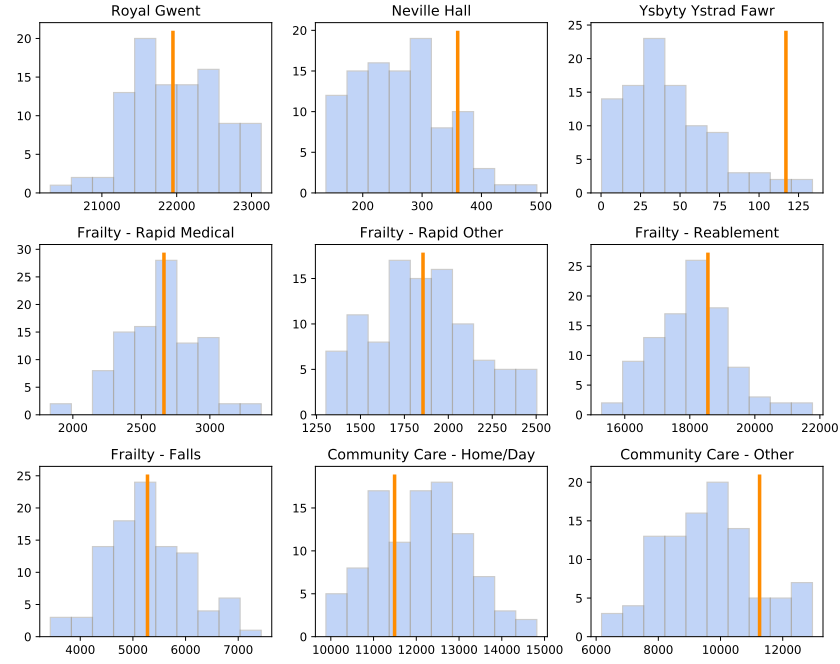 Royal Gwent
Neville Hall
Ysbyty Ystrad Fawr
20
15
10
5
0
21000 22000 23000
20
15
10
5
0
200 300 400 500
25
20
15
10
5
0
0 25 50 75 100 125
Frailty - Rapid Medical
Frailty - Rapid Other
Frailty - Reablement
30
25
20
15
10
5
0
2000 2500 3000
15
10
5
0
1250 1500 1750 2000 2250 2500
25
20
15
10
5
0
16000 18000 20000 22000
Frailty - Falls
Community Care - Home/Day
Community Care - Other
25
20
15
10
5
0
4000 5000 6000 7000
15
10
5
0
10000 11000 12000 13000 14000 15000
20
15
10
5
0
6000 8000 10000 12000